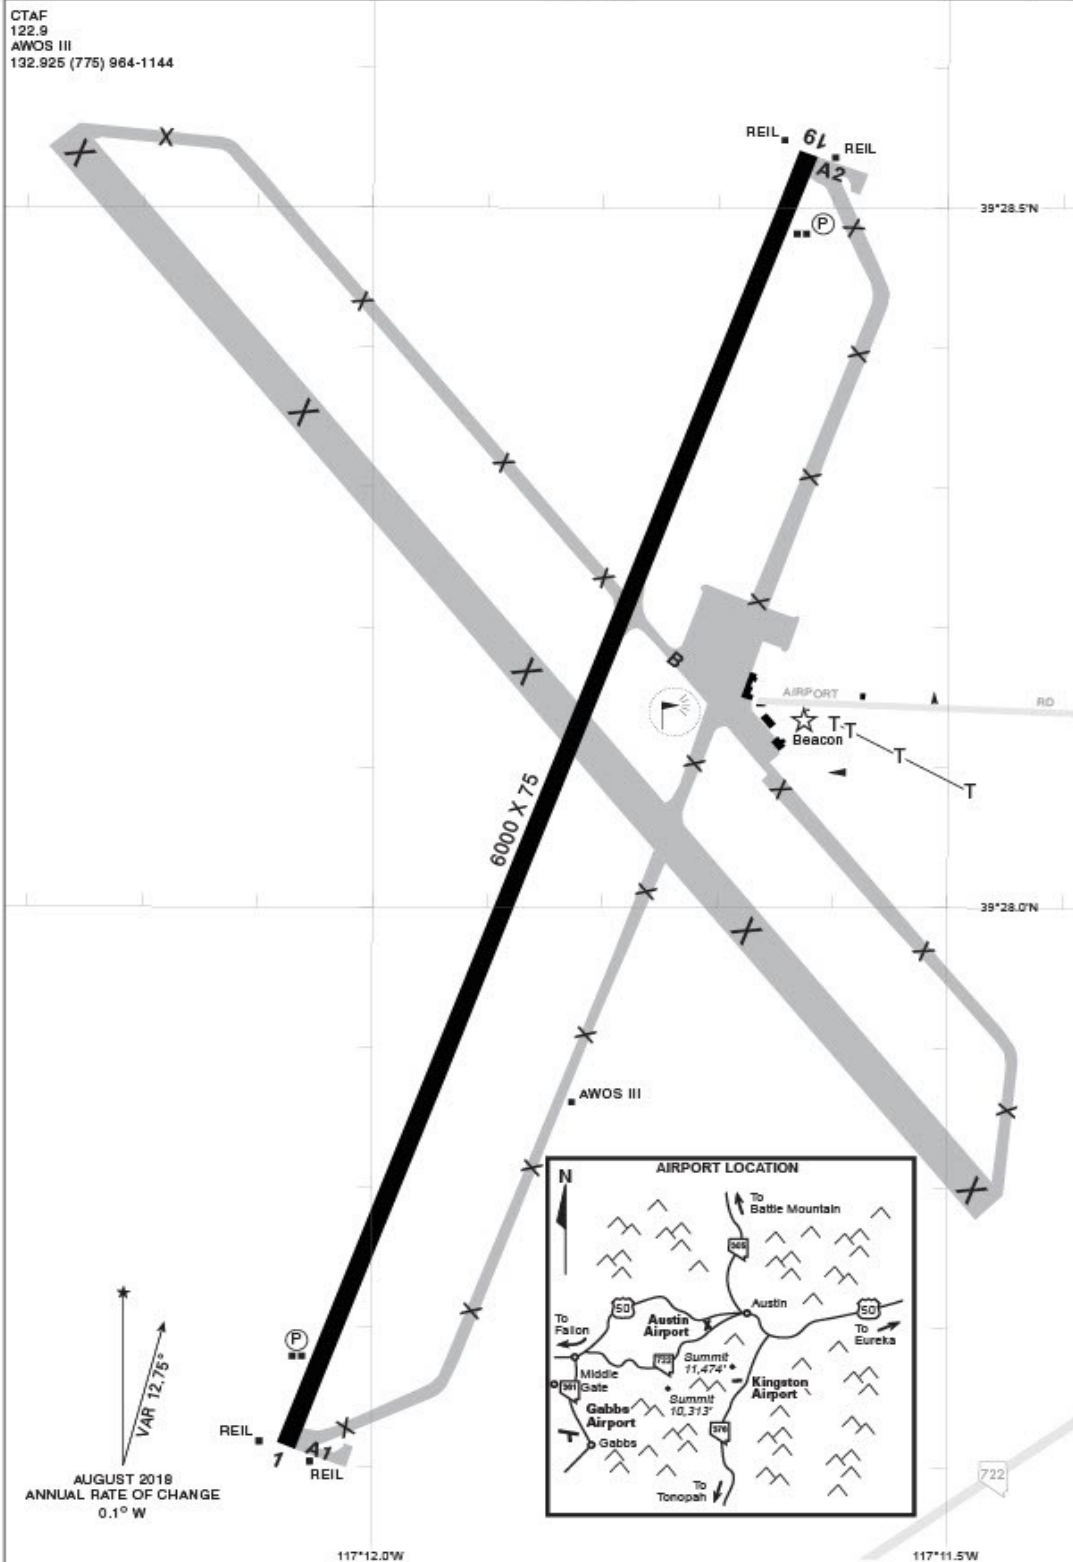 CTAF
122.9
AWOS III
132.925 (775) 964-1144
REIL
19
REIL
A2
39°28.5'N
P
X
B
AIRPORT
RD
Beacon
T
T
T
T
6000 X 75
39°28.0'N
AWOS III
AIRPORT LOCATION
N
To
Battle Mountain
305
50
Austin
50
To
Fallon
Austin
Airport
To
Eureka
722
Summit
11,474'
Middle
Gate
361
Kingston
Airport
Summit
10,313'
Gabbs
Airport
376
Gabbs
To
Tonopah
P
VAR 12.75°
REIL
1
A1
REIL
AUGUST 2018
ANNUAL RATE OF CHANGE
0.1° W
722
117°12.0'W
117°11.5'W